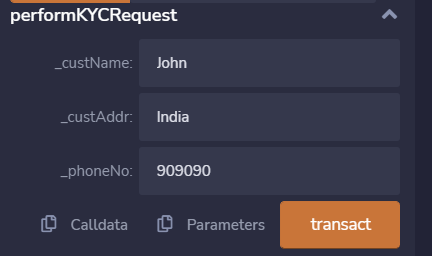 performKYCRequest
_custName: John
_custAddr: India
_phoneNo: 909090
Calldata Parameters transact